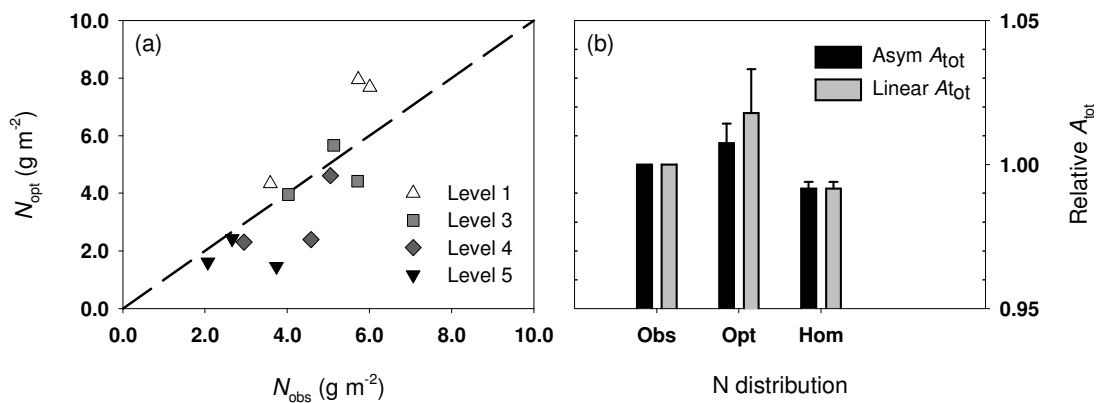 (a)
10.0
8.0
6.0
4.0
2.0
0.0
N_opt (g m⁻²)
Level 1
Level 3
Level 4
Level 5
0.0 2.0 4.0 6.0 8.0 10.0
N_obs (g m⁻²)
(b)
Asym A_tot
Linear A_tot
1.05
1.00
0.95
Relative A_tot
Obs Opt Hom
N distribution